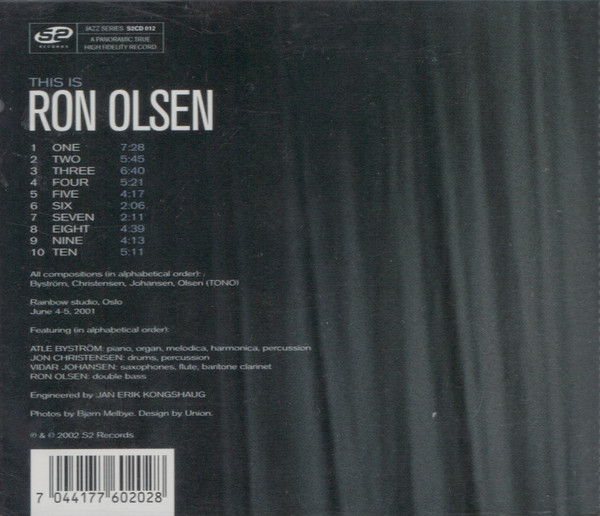 S2
RECORDS
JAZZ SERIES S2CD 012
A PANORAMIC TRUE
HIGH FIDELITY RECORD
THIS IS
RON OLSEN
1 ONE 7:28
2 TWO 5:45
3 THREE 6:40
4 FOUR 5:21
5 FIVE 4:17
6 SIX 2:06
7 SEVEN 2:11
8 EIGHT 4:39
9 NINE 4:13
10 TEN 5:11
All compositions (in alphabetical order):
Byström, Christensen, Johansen, Olsen (TONO)
Rainbow studio, Oslo
June 4-5, 2001
Featuring (in alphabetical order):
ATLE BYSTRÖM: piano, organ, melodica, harmonica, percussion
JON CHRISTENSEN: drums, percussion
VIDAR JOHANSEN: saxophones, flute, baritone clarinet
RON OLSEN: double bass
Engineered by JAN ERIK KONGSHAUG
Photos by Bjørn Melbye. Design by Union.
℗ & © 2002 S2 Records
7 044177 602028